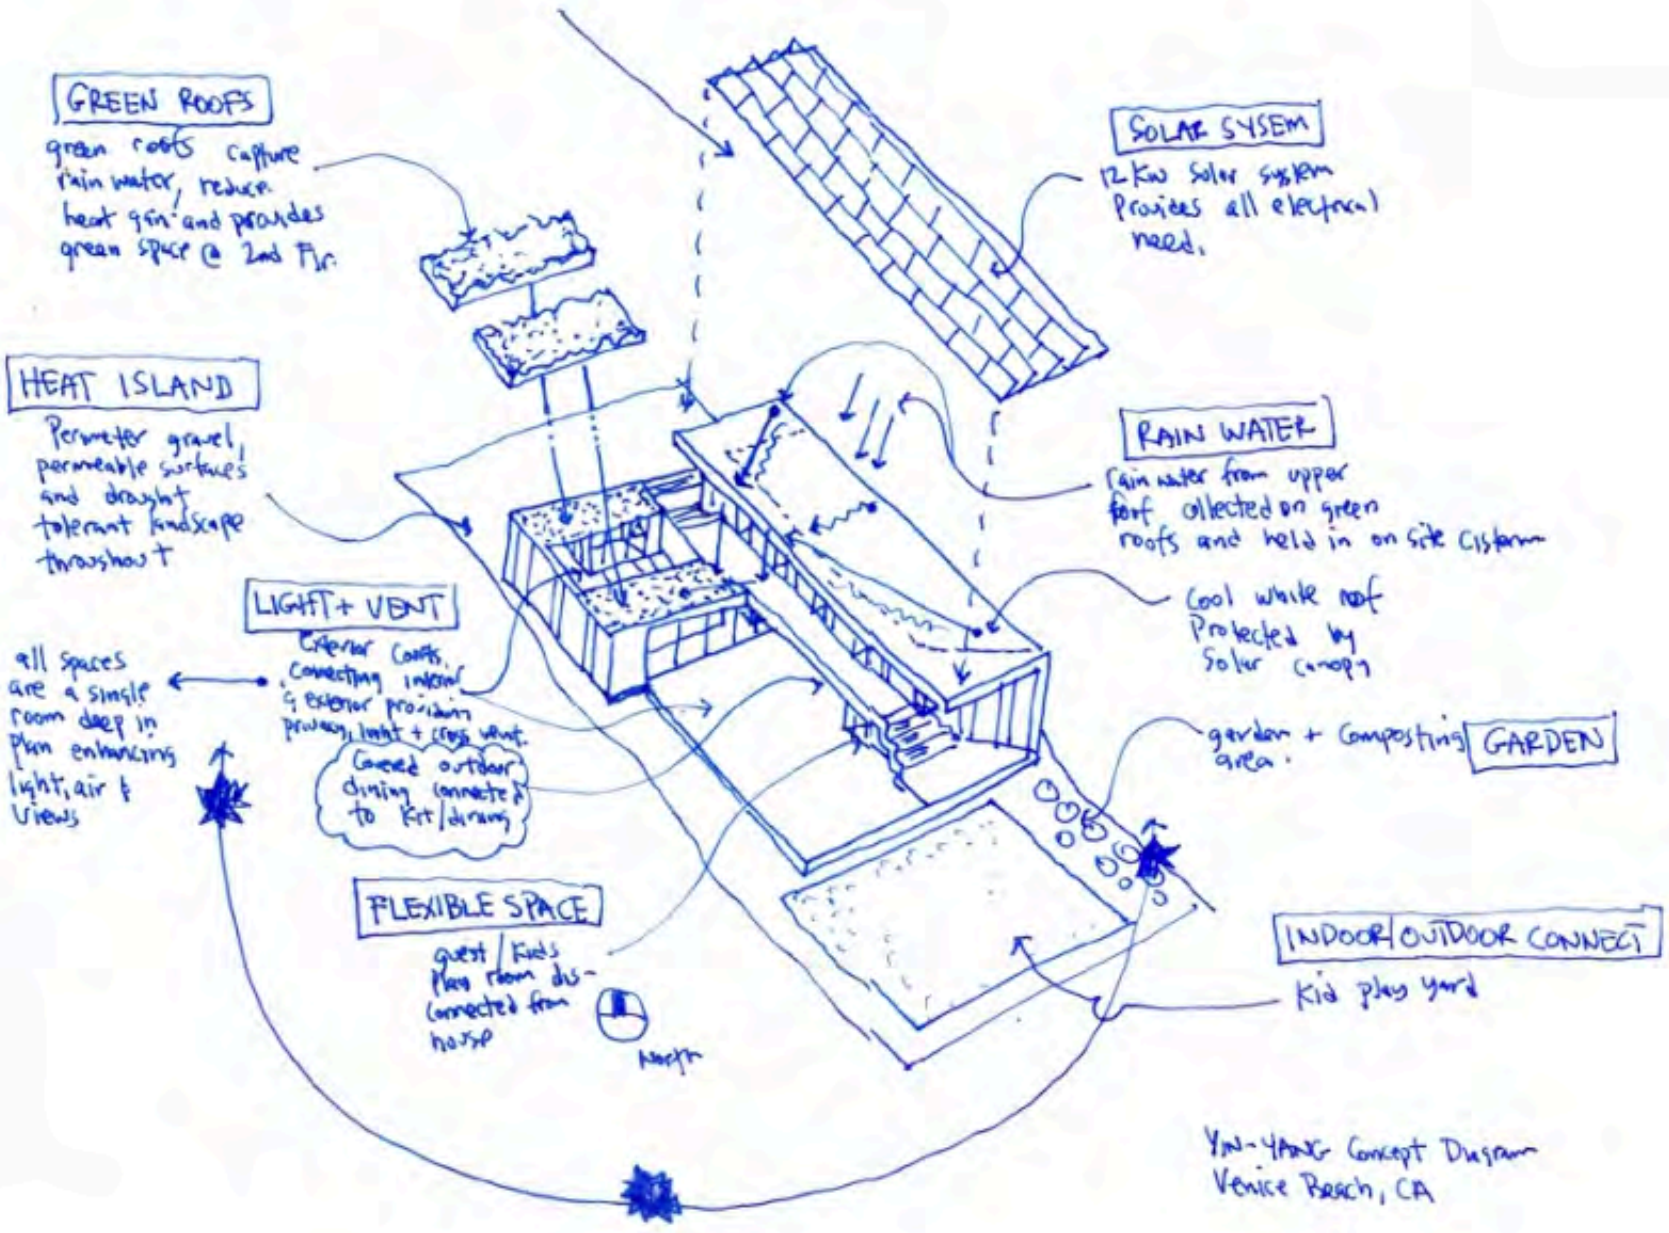 GREEN ROOFS
green roofs capture
rain water, reduce
heat gain and provides
green space @ 2nd Flr.
SOLAR SYSEM
12 KW Solar system
Provides all electrical
need.
HEAT ISLAND
Perimeter gravel,
permeable surfaces
and drought
tolerant landscape
throughout
RAIN WATER
rain water from upper
roof collected on green
roofs and held in on site cistern
Cool white roof
Protected by
Solar canopy
LIGHT + VENT
Exterior Courts
connecting interior
& exterior providing
privacy, light + cross vent.
all spaces
are a single
room deep in
plan enhancing
light, air &
views
Covered outdoor
dining connected
to Kit/dining
garden + Composting
area.
GARDEN
FLEXIBLE SPACE
guest / Kids
Play room dis-
connected from
house
North
INDOOR/OUTDOOR CONNECT
Kid play yard
YIN-YANG Concept Diagram
Venice Beach, CA